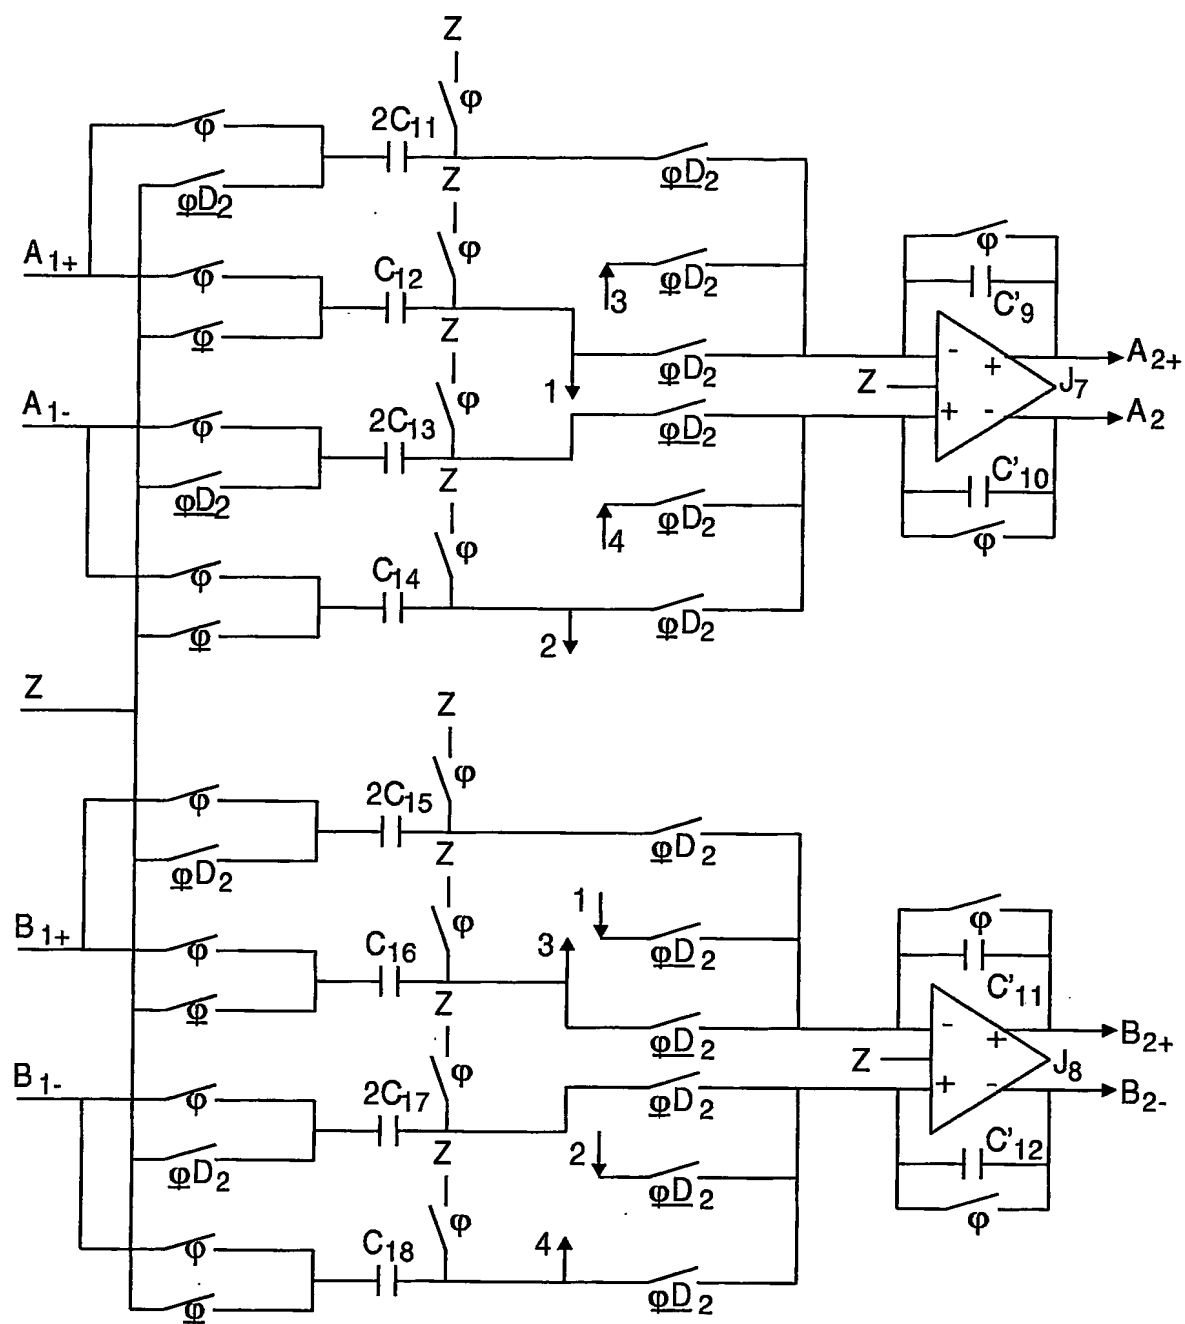 Z
φ
φ
2C11
Z
φD2
φD2
A1+
φ
C12
φ
3
φD2
φ
C'9
φ
Z
1
φD2
-
+
A2+
Z
J7
A1-
φ
2C13
φ
φD2
+
-
A2
Z
φD2
4
φD2
C'10
φ
φ
C14
φ
φ
2
φD2
Z
Z
φ
2C15
φ
φD2
Z
φD2
B1+
φ
C16
φ
1
3
φD2
φ
C'11
φ
Z
φD2
-
+
B2+
Z
J8
B1-
φ
2C17
φ
φD2
+
-
B2-
φD2
Z
2
φD2
C'12
φ
φ
C18
φ
4
φD2
φ